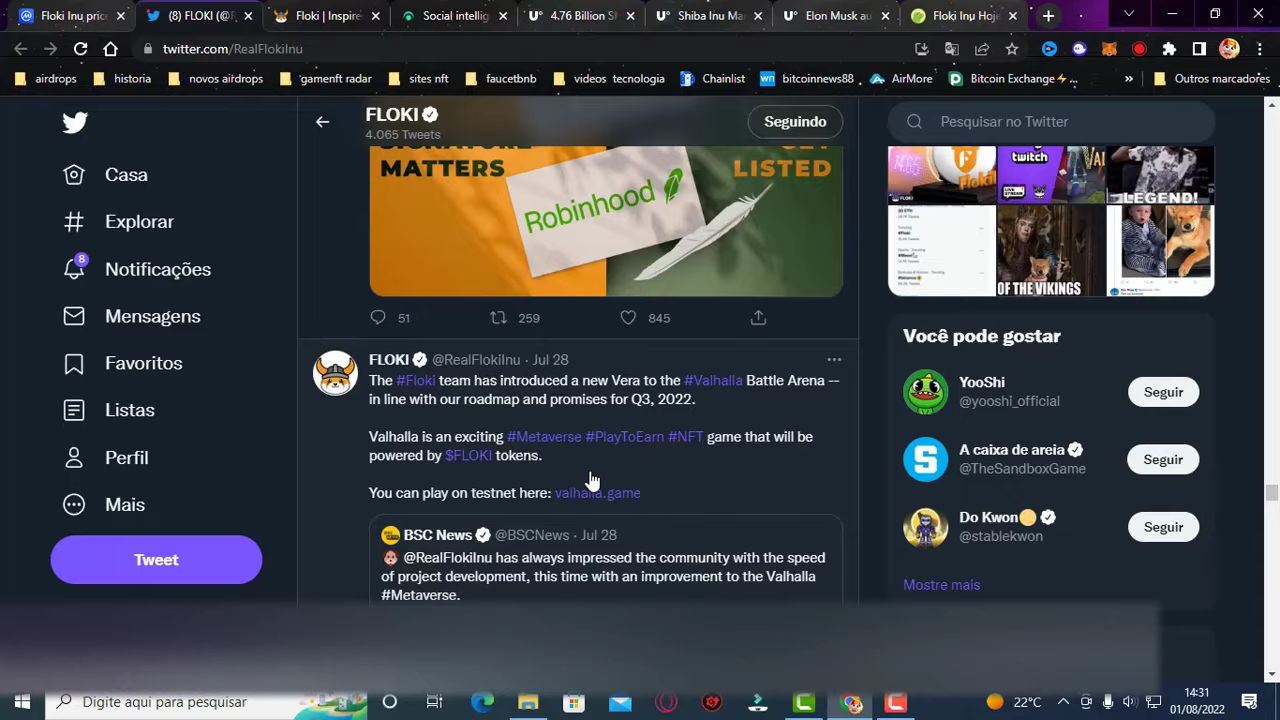 FLOKI price
(8) FLOKI (@F
Floki | Inspire
Social intellig
4.76 Billion S
Shiba Inu Ma
Elon Musk au
Floki Inu Hoje
twitter.com/RealFlokiInu
airdrops
historia
novos airdrops
'gamenft radar
sites nft
faucetbnb
videos tecnologia
Chainlist
wn bitcoinnews88
AirMore
Bitcoin Exchange
»
Outros marcadores
Casa
Explorar
8
Notificações
Mensagens
Favoritos
Listas
Perfil
Mais
Tweet
FLOKI
4.065 Tweets
Seguindo
MATTERS
LISTED
Robinhood
51
259
845
FLOKI @RealFlokiInu · Jul 28
The #Floki team has introduced a new Vera to the #Valhalla Battle Arena --
in line with our roadmap and promises for Q3, 2022.
Valhalla is an exciting #Metaverse #PlayToEarn #NFT game that will be
powered by $FLOKI tokens.
You can play on testnet here: valhalla.game
BSC News @BSCNews · Jul 28
@RealFlokiInu has always impressed the community with the speed
of project development, this time with an improvement to the Valhalla
#Metaverse.
Pesquisar no Twitter
twitch
LEGEND!
OF THE VIKINGS
Você pode gostar
YooShi
@yooshi_official
Seguir
A caixa de areia
@TheSandboxGame
Seguir
Do Kwon
@stablekwon
Seguir
Mostre mais
Digite aqui para pesquisar
22°C
14:31
01/08/2022